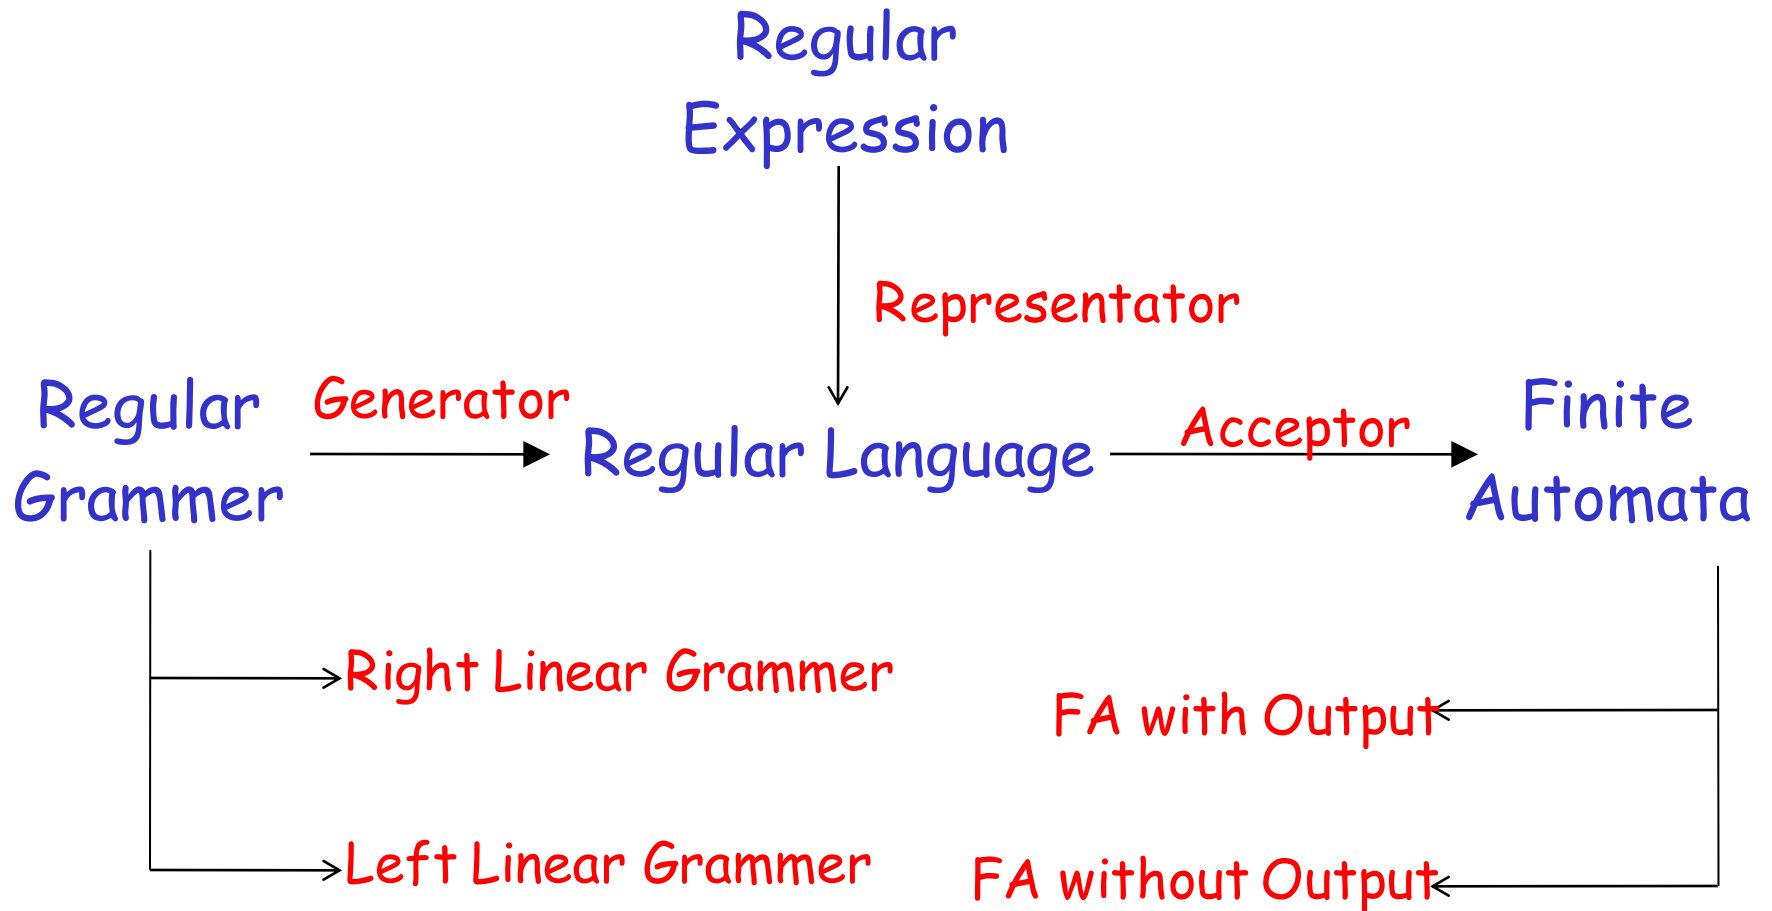 Regular
Expression
Representator
Regular
Grammer
Generator
Regular Language
Acceptor
Finite
Automata
Right Linear Grammer
Left Linear Grammer
FA with Output
FA without Output